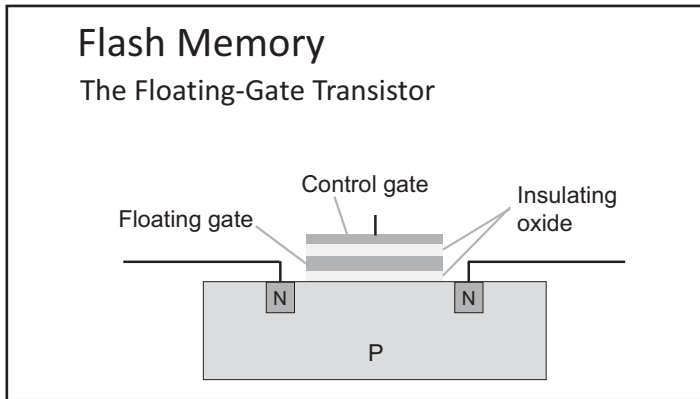 Flash Memory
The Floating-Gate Transistor
Control gate
Floating gate
Insulating
oxide
N
N
P